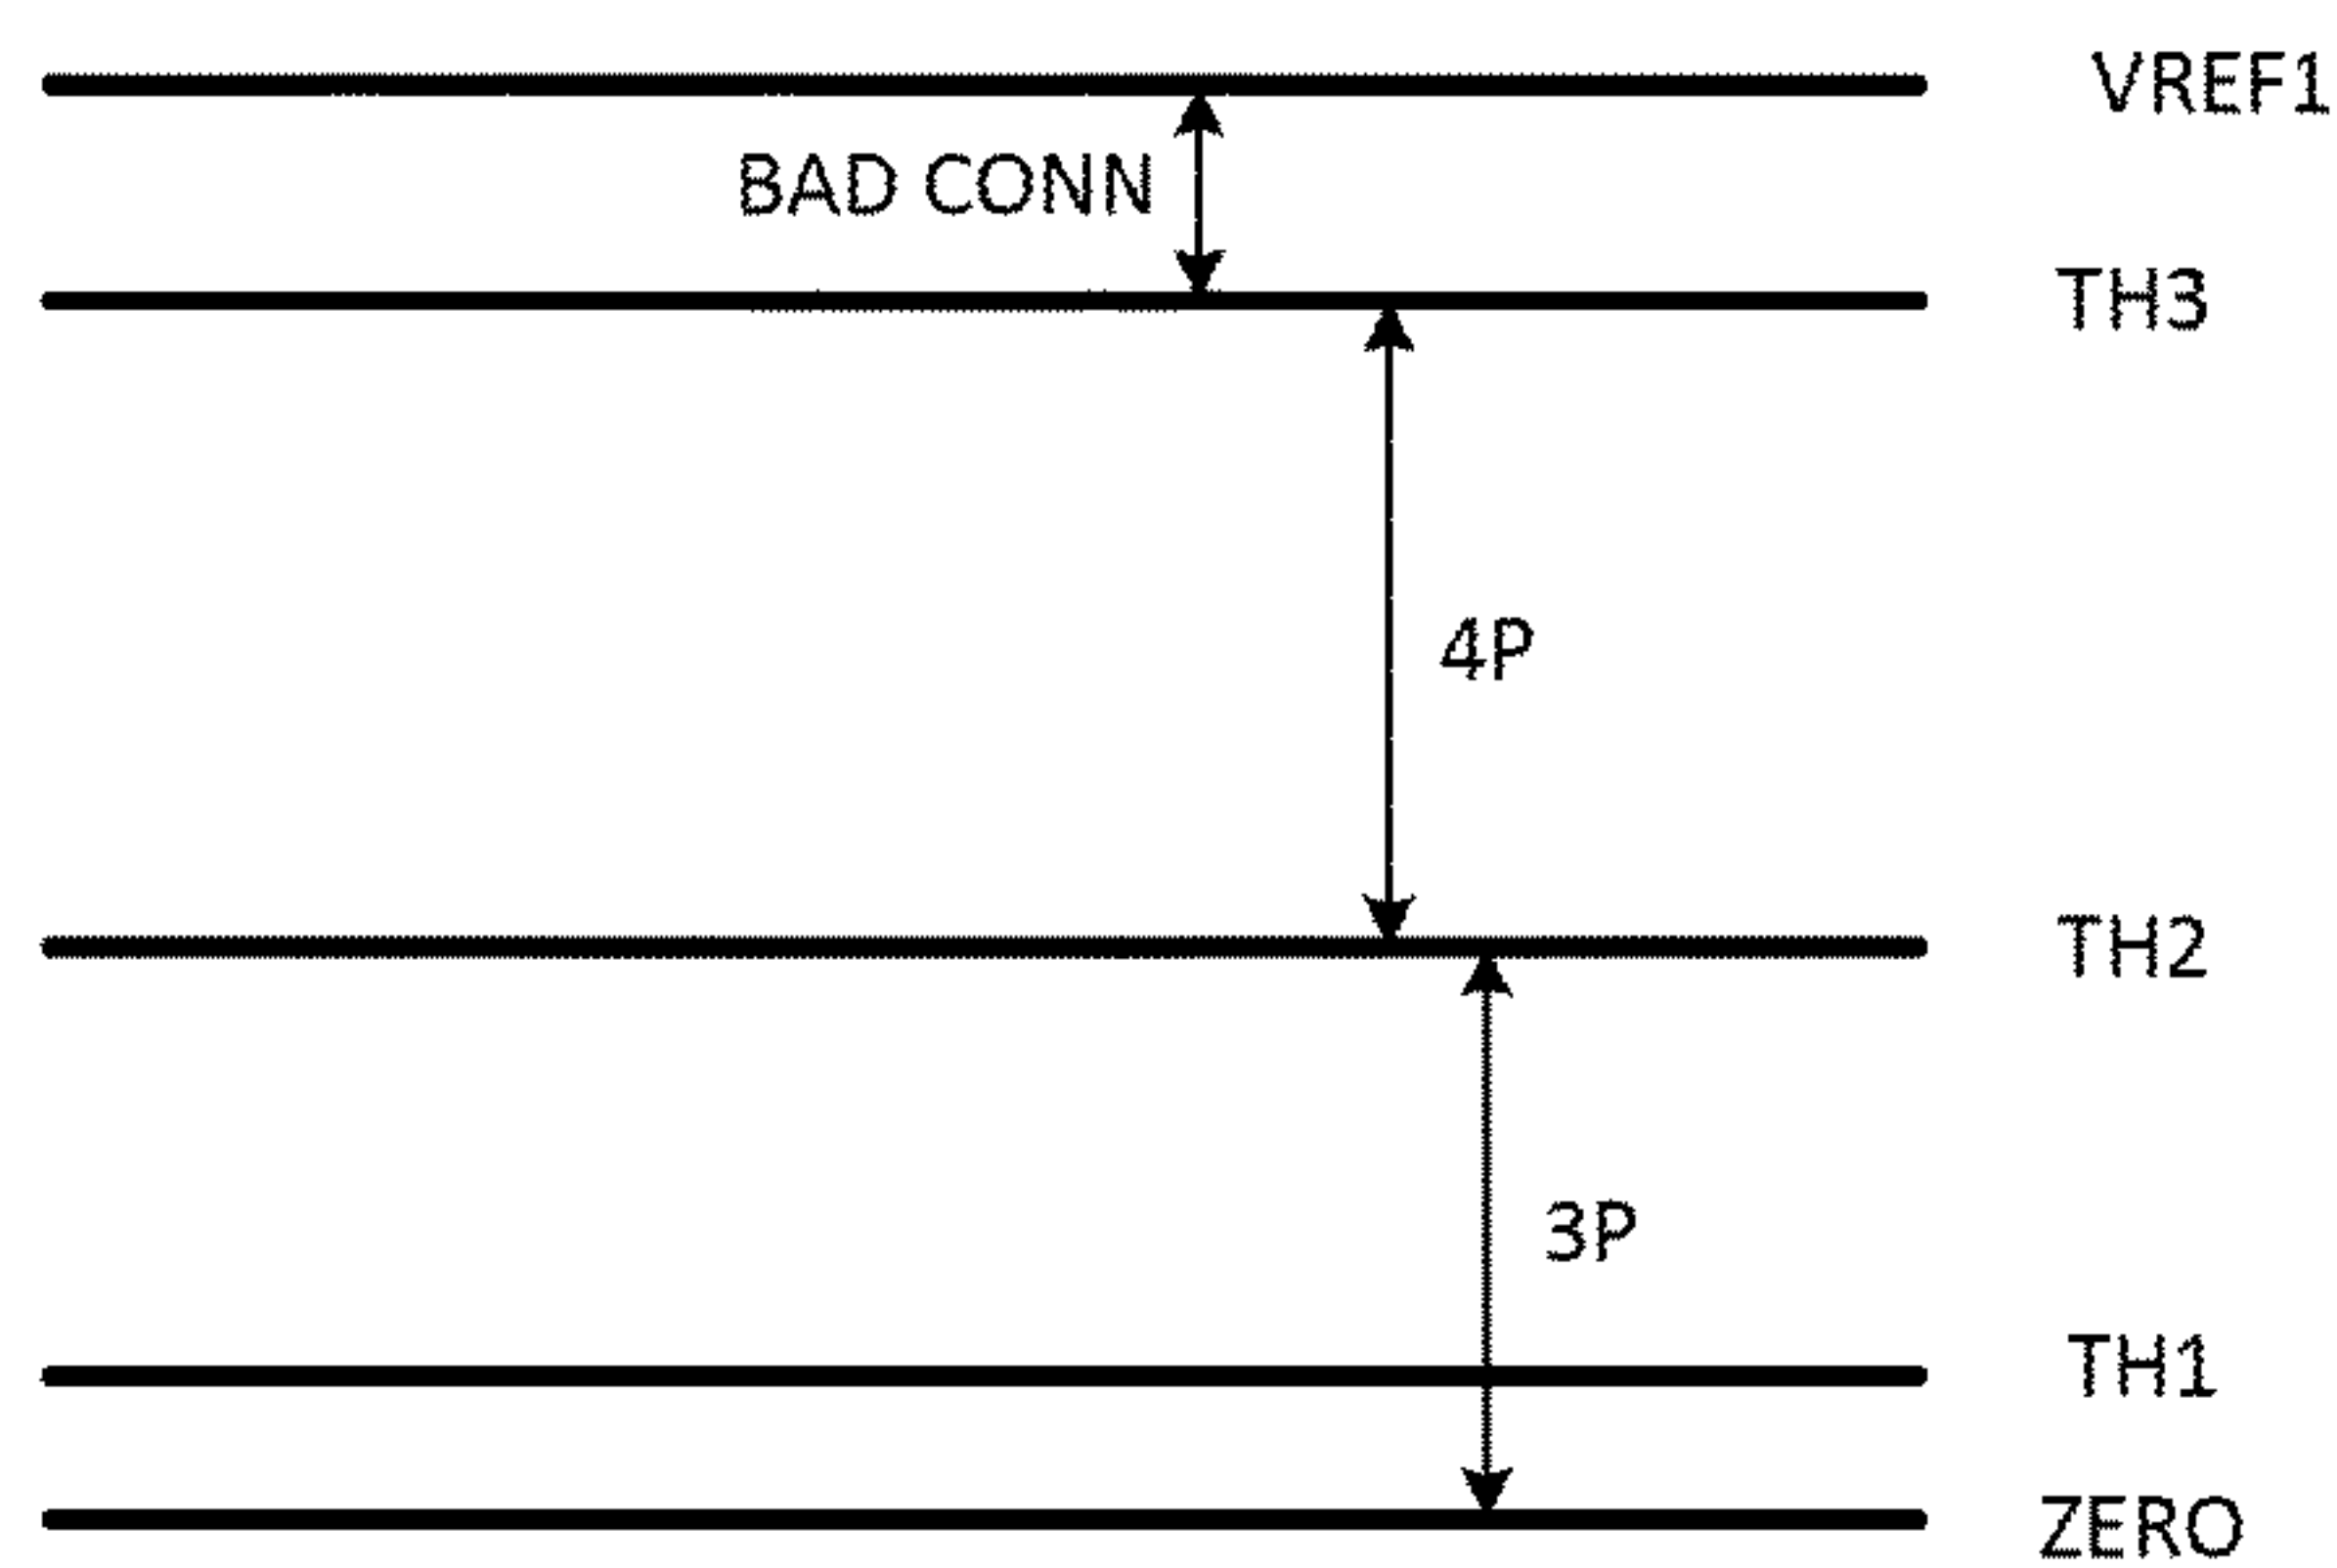 VREF1
BAD CONN
TH3
4P
TH2
3P
TH1
ZERO